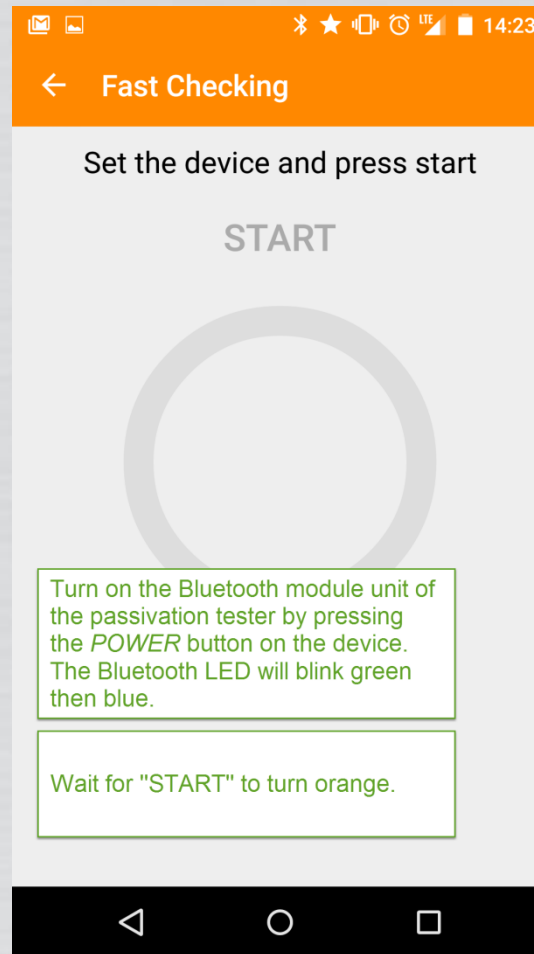 LTE 14:23
Fast Checking
Set the device and press start
START
Turn on the Bluetooth module unit of
the passivation tester by pressing
the POWER button on the device.
The Bluetooth LED will blink green
then blue.
Wait for "START" to turn orange.